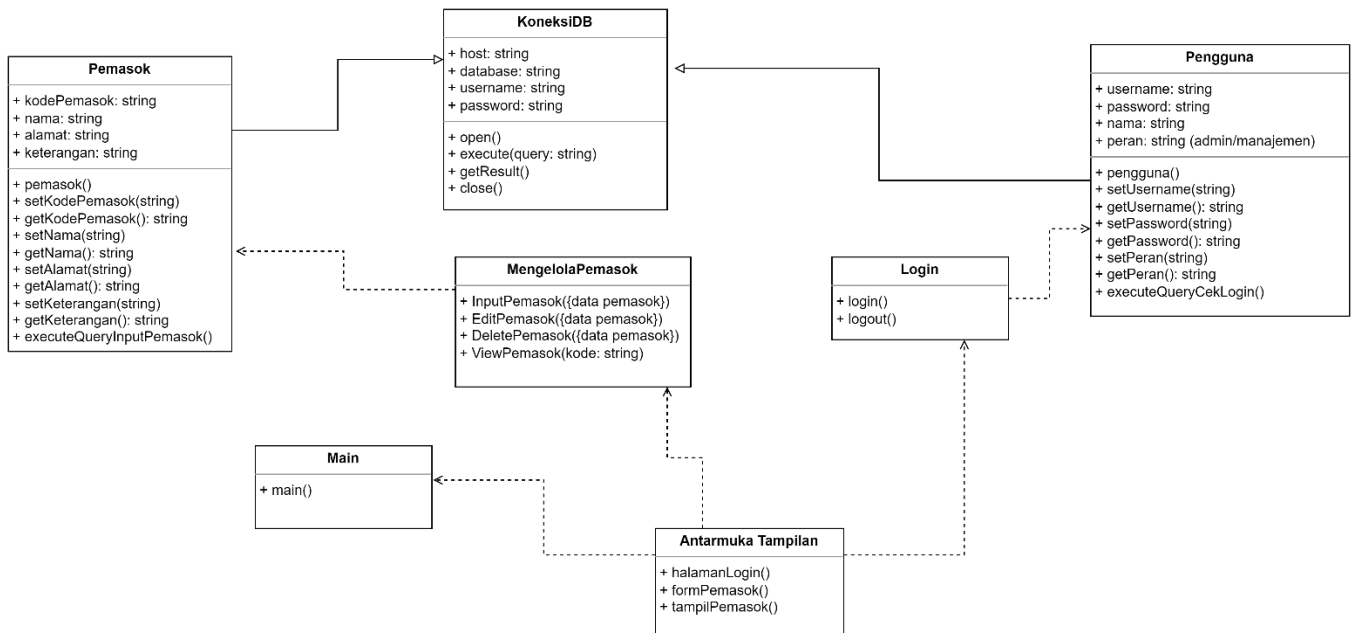 KoneksiDB
+ host: string
+ database: string
+ username: string
+ password: string
+ open()
+ execute(query: string)
+ getResult()
+ close()
Pemasok
+ kodePemasok: string
+ nama: string
+ alamat: string
+ keterangan: string
+ pemasok()
+ setKodePemasok(string)
+ getKodePemasok(): string
+ setNama(string)
+ getNama(): string
+ setAlamat(string)
+ getAlamat(): string
+ setKeterangan(string)
+ getKeterangan(): string
+ executeQueryInputPemasok()
Pengguna
+ username: string
+ password: string
+ nama: string
+ peran: string (admin/manajemen)
+ pengguna()
+ setUsername(string)
+ getUsername(): string
+ setPassword(string)
+ getPassword(): string
+ setPeran(string)
+ getPeran(): string
+ executeQueryCekLogin()
MengelolaPemasok
+ InputPemasok({data pemasok})
+ EditPemasok({data pemasok})
+ DeletePemasok({data pemasok})
+ ViewPemasok(kode: string)
Login
+ login()
+ logout()
Main
+ main()
Antarmuka Tampilan
+ halamanLogin()
+ formPemasok()
+ tampilPemasok()